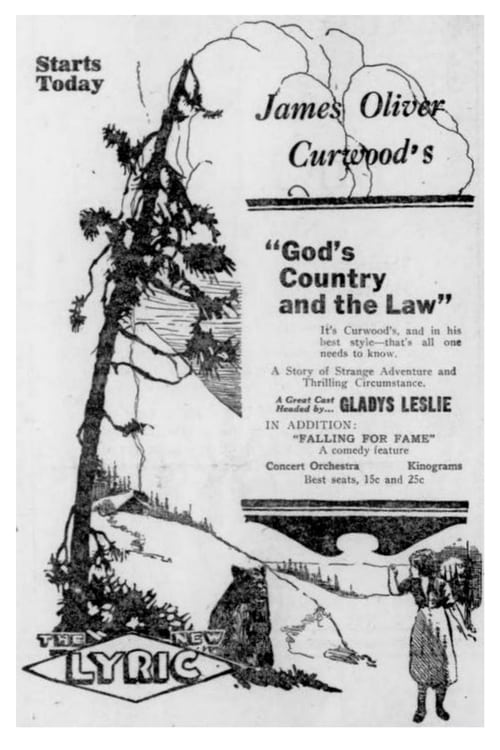 Starts
Today
James Oliver
Curwood's
"God's
Country
and the Law"
It's Curwood's, and in his
best style—that's all one
needs to know.
A Story of Strange Adventure and
Thrilling Circumstance.
A Great Cast
Headed by... GLADYS LESLIE
IN ADDITION:
"FALLING FOR FAME"
A comedy feature
Concert Orchestra Kinograms
Best seats, 15c and 25c
THE NEW
LYRIC